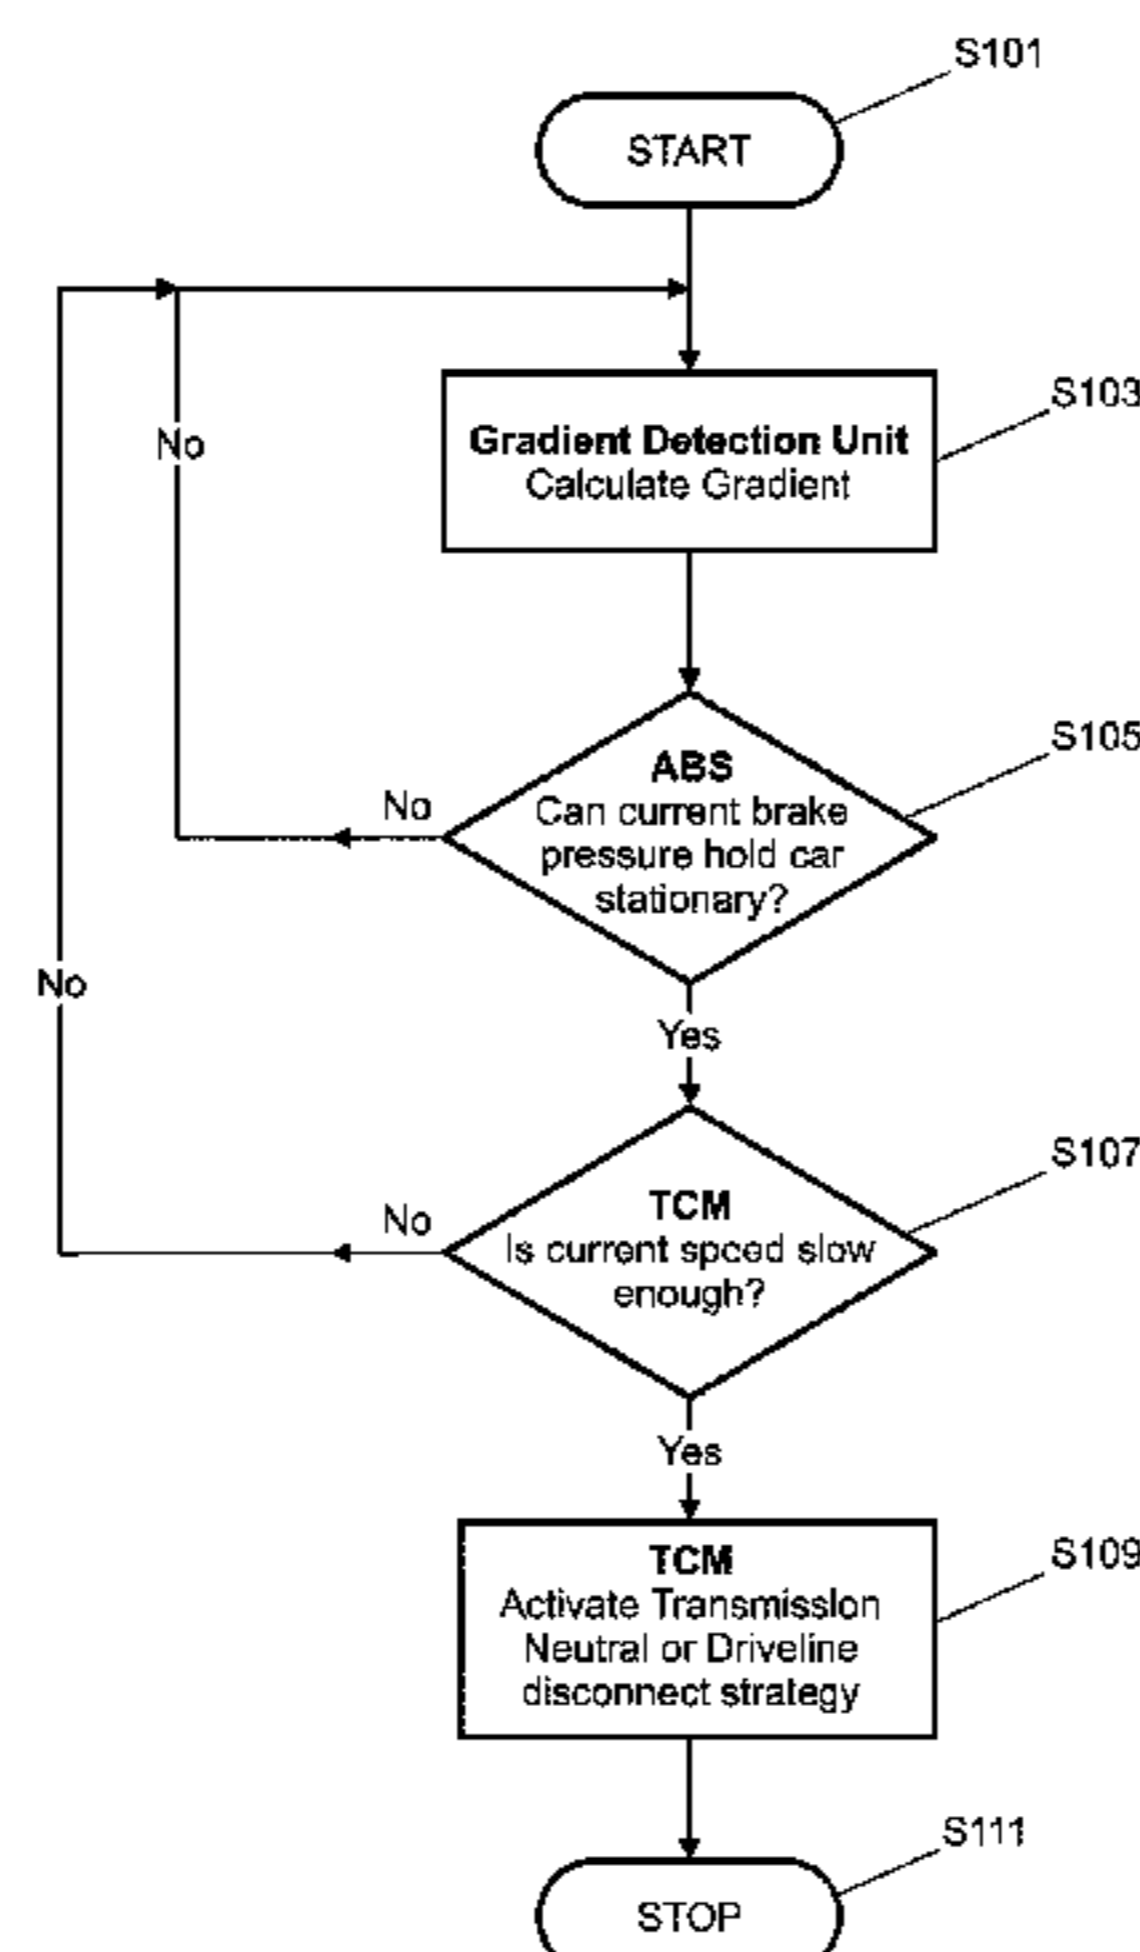 S101
START
S103
Gradient Detection Unit
Calculate Gradient
No
S105
ABS
Can current brake
pressure hold car
stationary?
No
No
Yes
S107
TCM
Is current speed slow
enough?
No
Yes
S109
TCM
Activate Transmission
Neutral or Driveline
disconnect strategy
S111
STOP